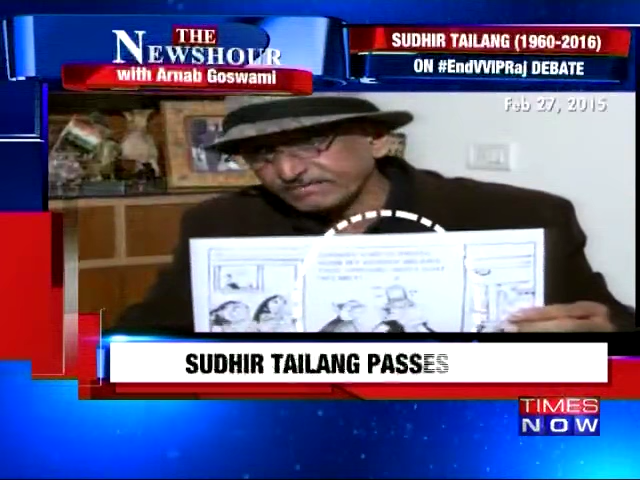 THE
NEWSHOUR
with Arnab Goswami
SUDHIR TAILANG (1960-2016)
ON #EndVVIPRaj DEBATE
Feb 27, 2015
SUDHIR TAILANG PASSES
TIMES
NOW